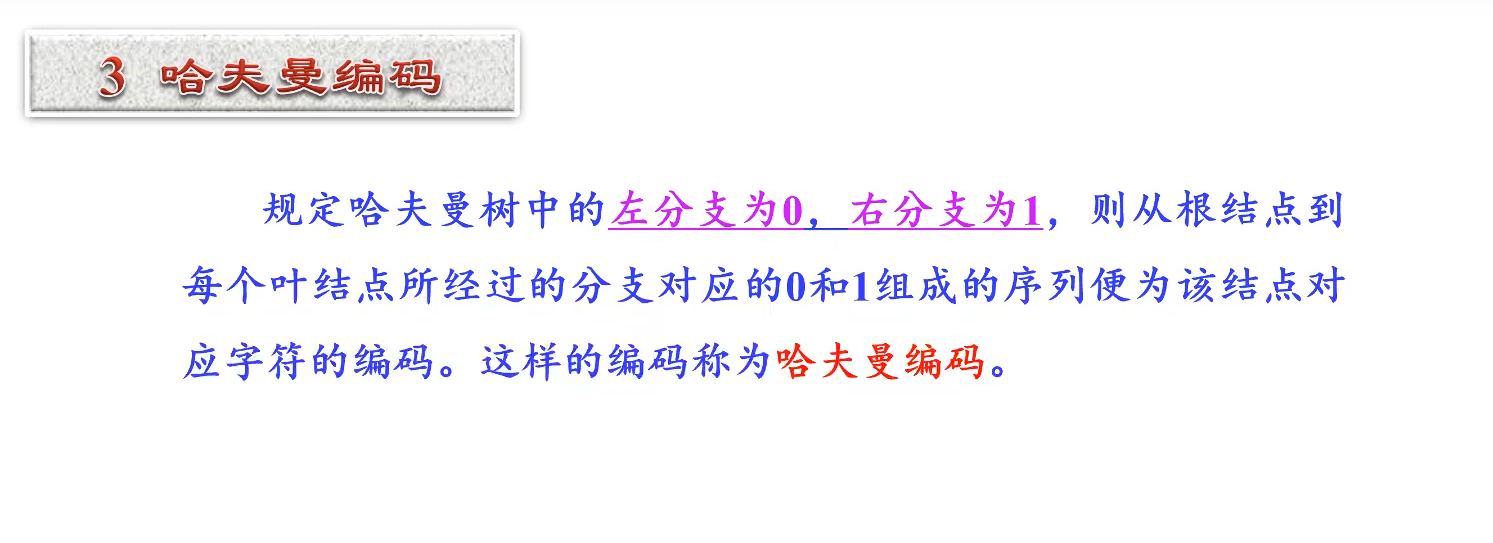 3 哈夫曼编码
规定哈夫曼树中的左分支为0，右分支为1，则从根结点到
每个叶结点所经过的分支对应的0和1组成的序列便为该结点对
应字符的编码。这样的编码称为哈夫曼编码。